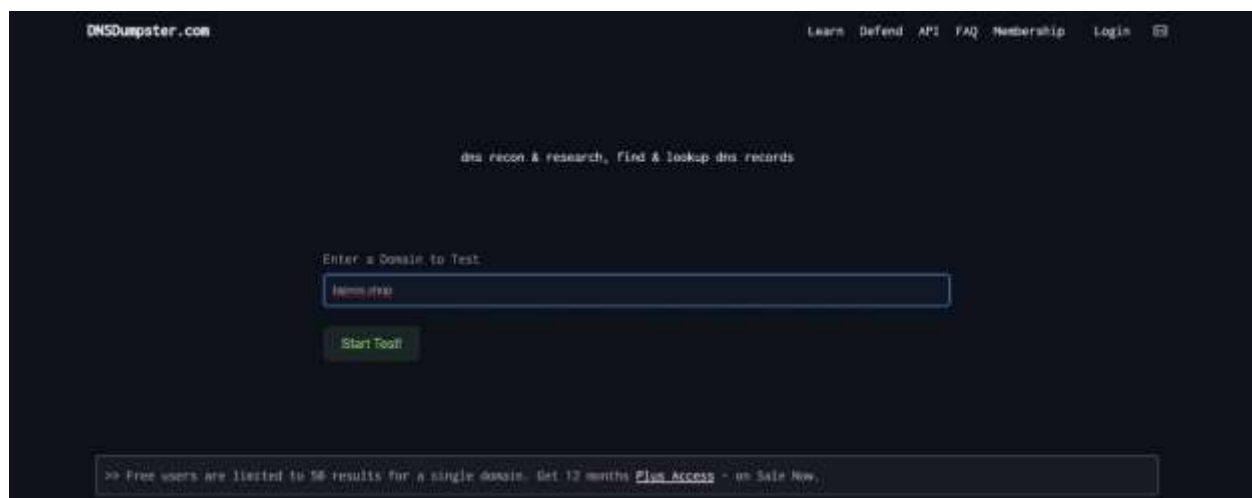 DNSDumpster.com
Learn Defend API FAQ Membership Login
dns recon & research, find & lookup dns records
Enter a Domain to Test
Start Test!
>> Free users are limited to 50 results for a single domain. Get 12 months Plus Access - on Sale Now.